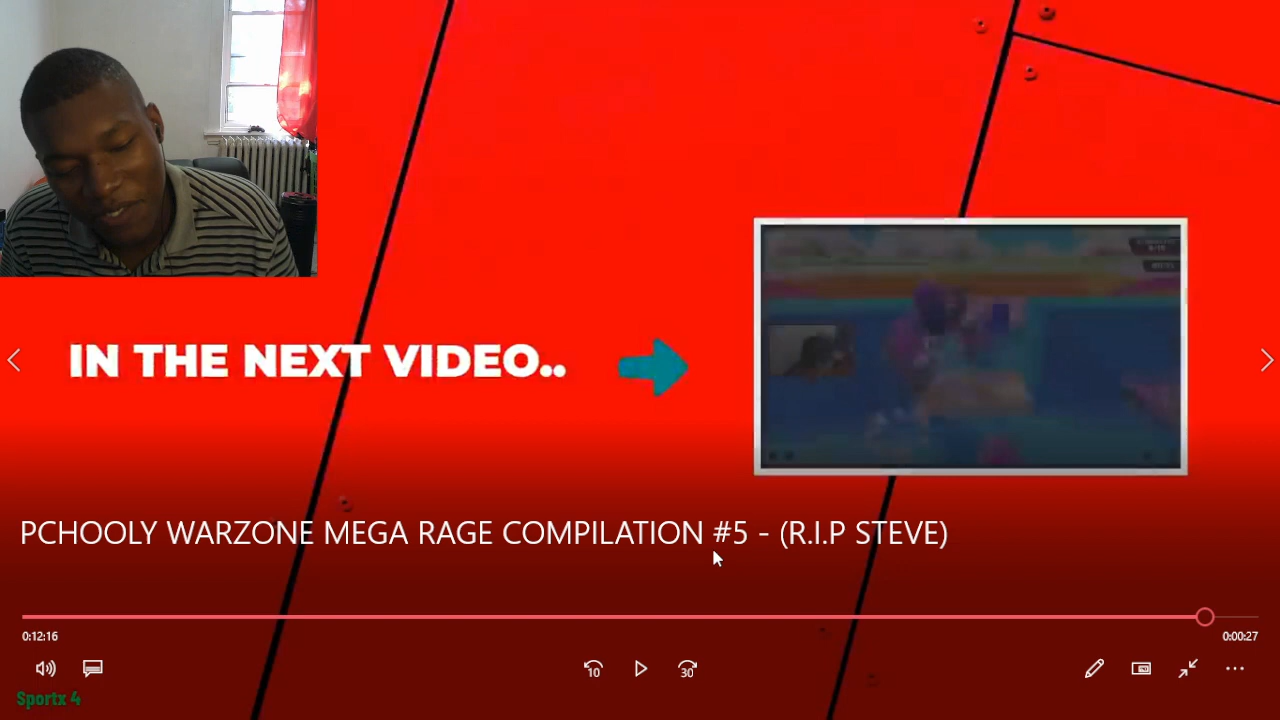 IN THE NEXT VIDEO..
PCHOOLY WARZONE MEGA RAGE COMPILATION #5 - (R.I.P STEVE)
0:12:16
0:00:27
10
30
Sportx 4